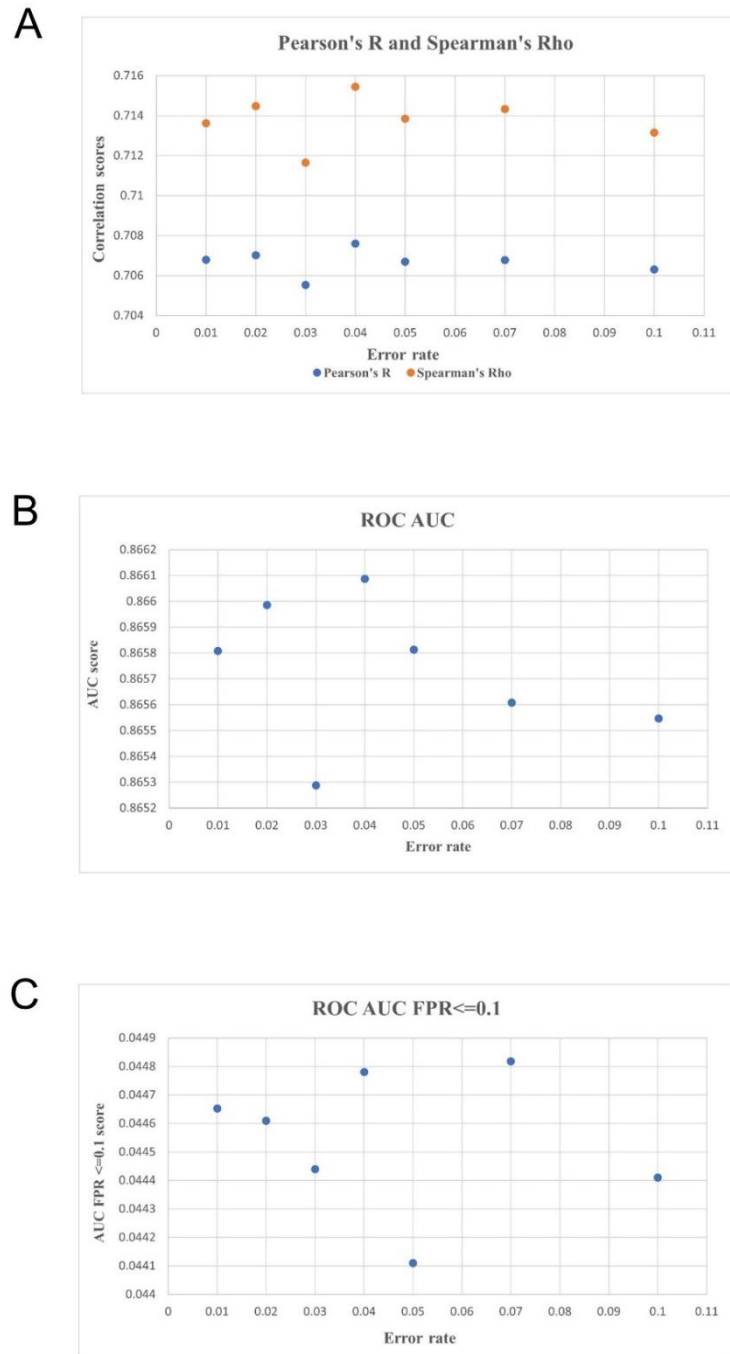 A
Pearson's R and Spearman's Rho
0.716
0.714
0.712
0.71
0.708
0.706
0.704
Correlation scores
0 0.01 0.02 0.03 0.04 0.05 0.06 0.07 0.08 0.09 0.1 0.11
Error rate
Pearson's R Spearman's Rho
B
ROC AUC
0.8662
0.8661
0.866
0.8659
0.8658
0.8657
0.8656
0.8655
0.8654
0.8653
0.8652
AUC score
0 0.01 0.02 0.03 0.04 0.05 0.06 0.07 0.08 0.09 0.1 0.11
Error rate
C
ROC AUC FPR<=0.1
0.0449
0.0448
0.0447
0.0446
0.0445
0.0444
0.0443
0.0442
0.0441
0.044
AUC FPR <=0.1 score
0 0.01 0.02 0.03 0.04 0.05 0.06 0.07 0.08 0.09 0.1 0.11
Error rate